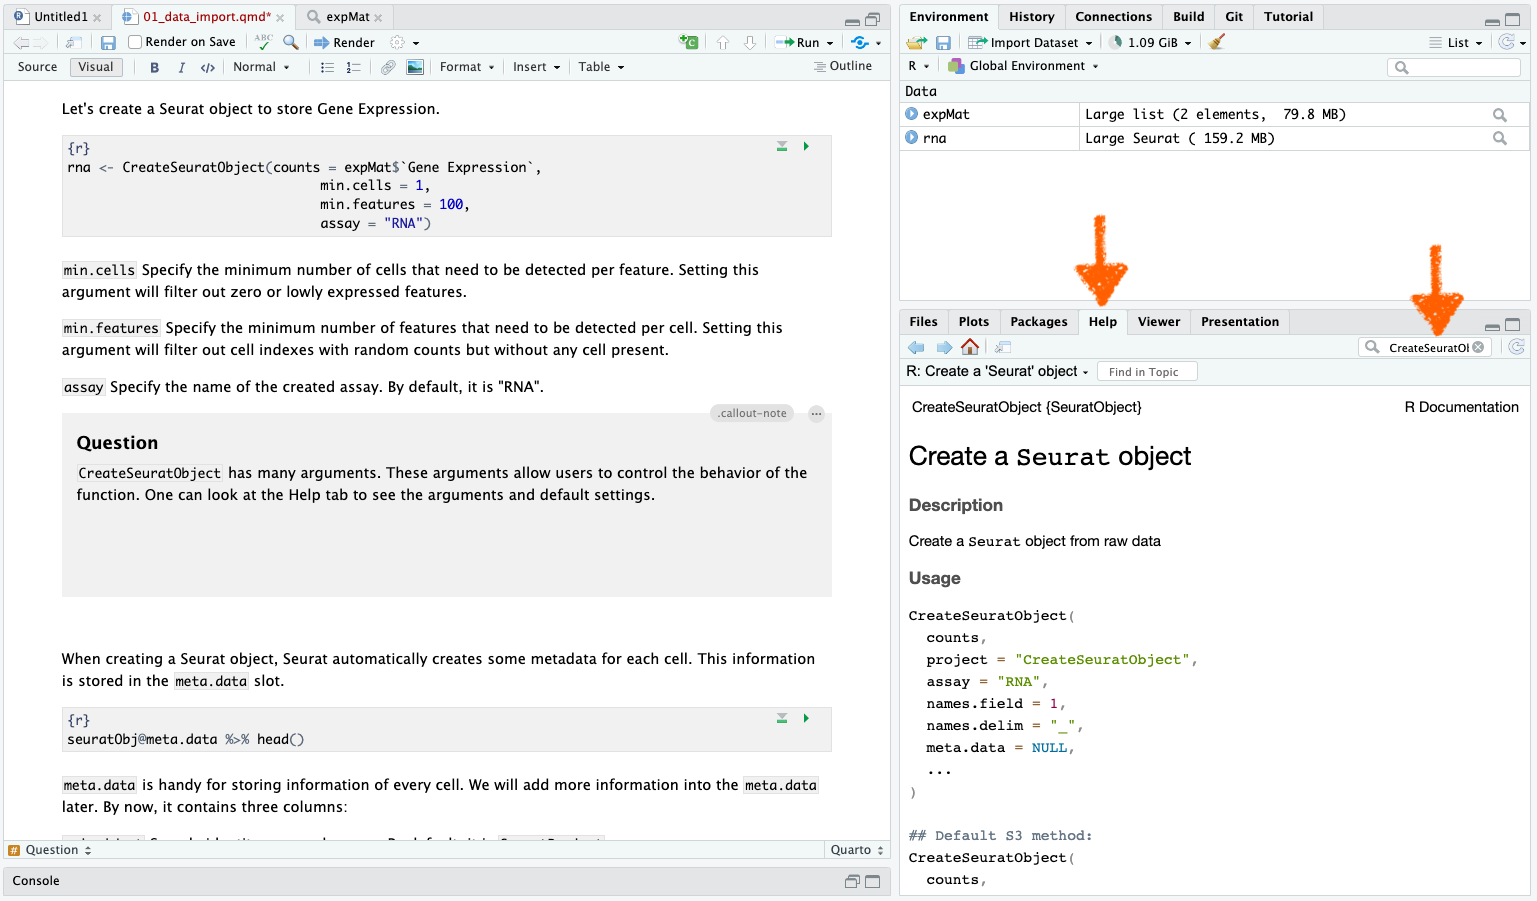 Untitled1
01_data_import.qmd*
expMat
Render on Save
ABC
Render
Run
Source
Visual
B
I
</>
Normal
Format
Insert
Table
Outline
Let's create a Seurat object to store Gene Expression.
{r}
rna <- CreateSeuratObject(counts = expMat$`Gene Expression`,
min.cells = 1,
min.features = 100,
assay = "RNA")
min.cells Specify the minimum number of cells that need to be detected per feature. Setting this
argument will filter out zero or lowly expressed features.
min.features Specify the minimum number of features that need to be detected per cell. Setting this
argument will filter out cell indexes with random counts but without any cell present.
assay Specify the name of the created assay. By default, it is "RNA".
.callout-note
Question
CreateSeuratObject has many arguments. These arguments allow users to control the behavior of the
function. One can look at the Help tab to see the arguments and default settings.
When creating a Seurat object, Seurat automatically creates some metadata for each cell. This information
is stored in the meta.data slot.
{r}
seuratObj@meta.data %>% head()
meta.data is handy for storing information of every cell. We will add more information into the meta.data
later. By now, it contains three columns:
Question
Quarto
Console
Environment
History
Connections
Build
Git
Tutorial
Import Dataset
1.09 GiB
List
R
Global Environment
Data
expMat Large list (2 elements, 79.8 MB)
rna Large Seurat ( 159.2 MB)
Files
Plots
Packages
Help
Viewer
Presentation
R: Create a 'Seurat' object
Find in Topic
CreateSeuratObject {SeuratObject}
R Documentation
Create a Seurat object
Description
Create a Seurat object from raw data
Usage
CreateSeuratObject(
counts,
project = "CreateSeuratObject",
assay = "RNA",
names.field = 1,
names.delim = "_",
meta.data = NULL,
...
)
## Default S3 method:
CreateSeuratObject(
counts,